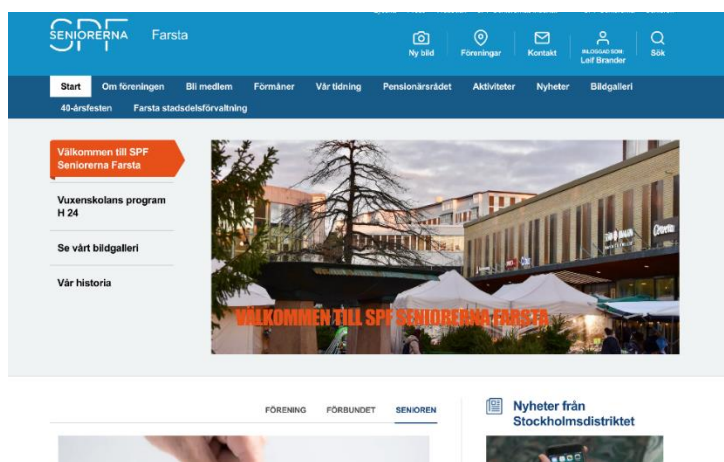 SPF
SENIORERNA
Farsta
Ny bild
Föreningar
Kontakt
INLOGGAD SOM:
Leif Brander
Sök
Start
Om föreningen
Bli medlem
Förmåner
Vår tidning
Pensionärsrådet
Aktiviteter
Nyheter
Bildgalleri
40-årsfesten
Farsta stadsdelsförvaltning
Välkommen till SPF
Seniorerna Farsta
Vuxenskolans program
H 24
Se vårt bildgalleri
Vår historia
VÄLKOMMEN TILL SPF SENIORERNA FARSTA
FÖRENING
FÖRBUNDET
SENIOREN
Nyheter från
Stockholmsdistriktet